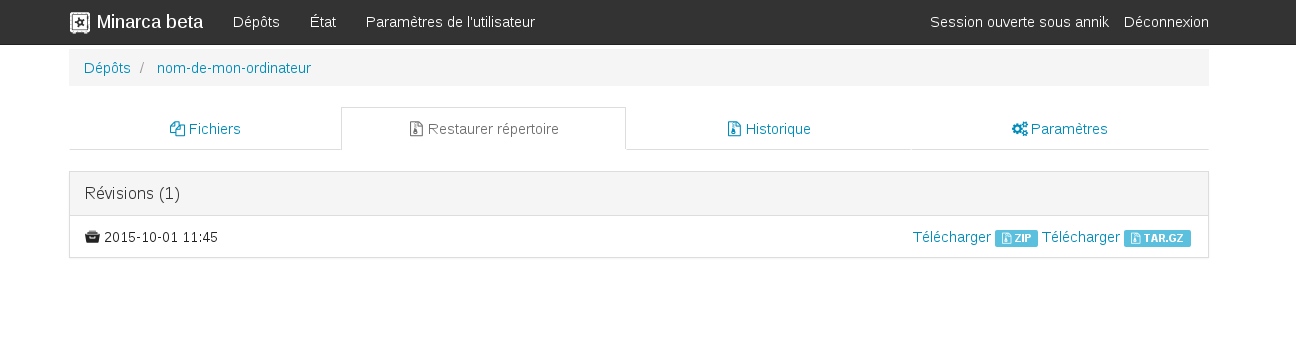 Minarca beta Dépôts État Paramètres de l'utilisateur Session ouverte sous annik Déconnexion
Dépôts / nom-de-mon-ordinateur
Fichiers Restaurer répertoire Historique Paramètres
Révisions (1)
2015-10-01 11:45 Télécharger ZIP Télécharger TAR.GZ